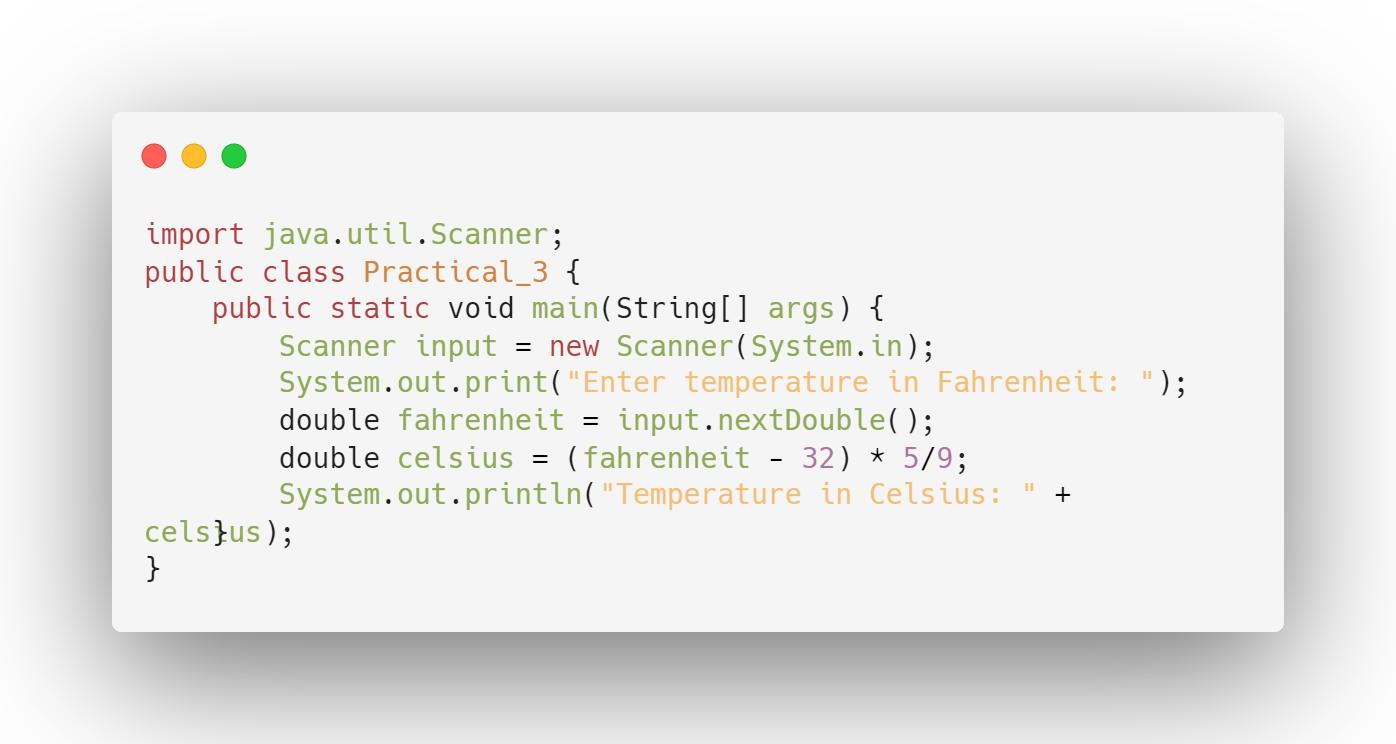 import java.util.Scanner;
public class Practical_3 {
    public static void main(String[] args) {
        Scanner input = new Scanner(System.in);
        System.out.print("Enter temperature in Fahrenheit: ");
        double fahrenheit = input.nextDouble();
        double celsius = (fahrenheit - 32) * 5/9;
        System.out.println("Temperature in Celsius: " +
celsius);
    }
}